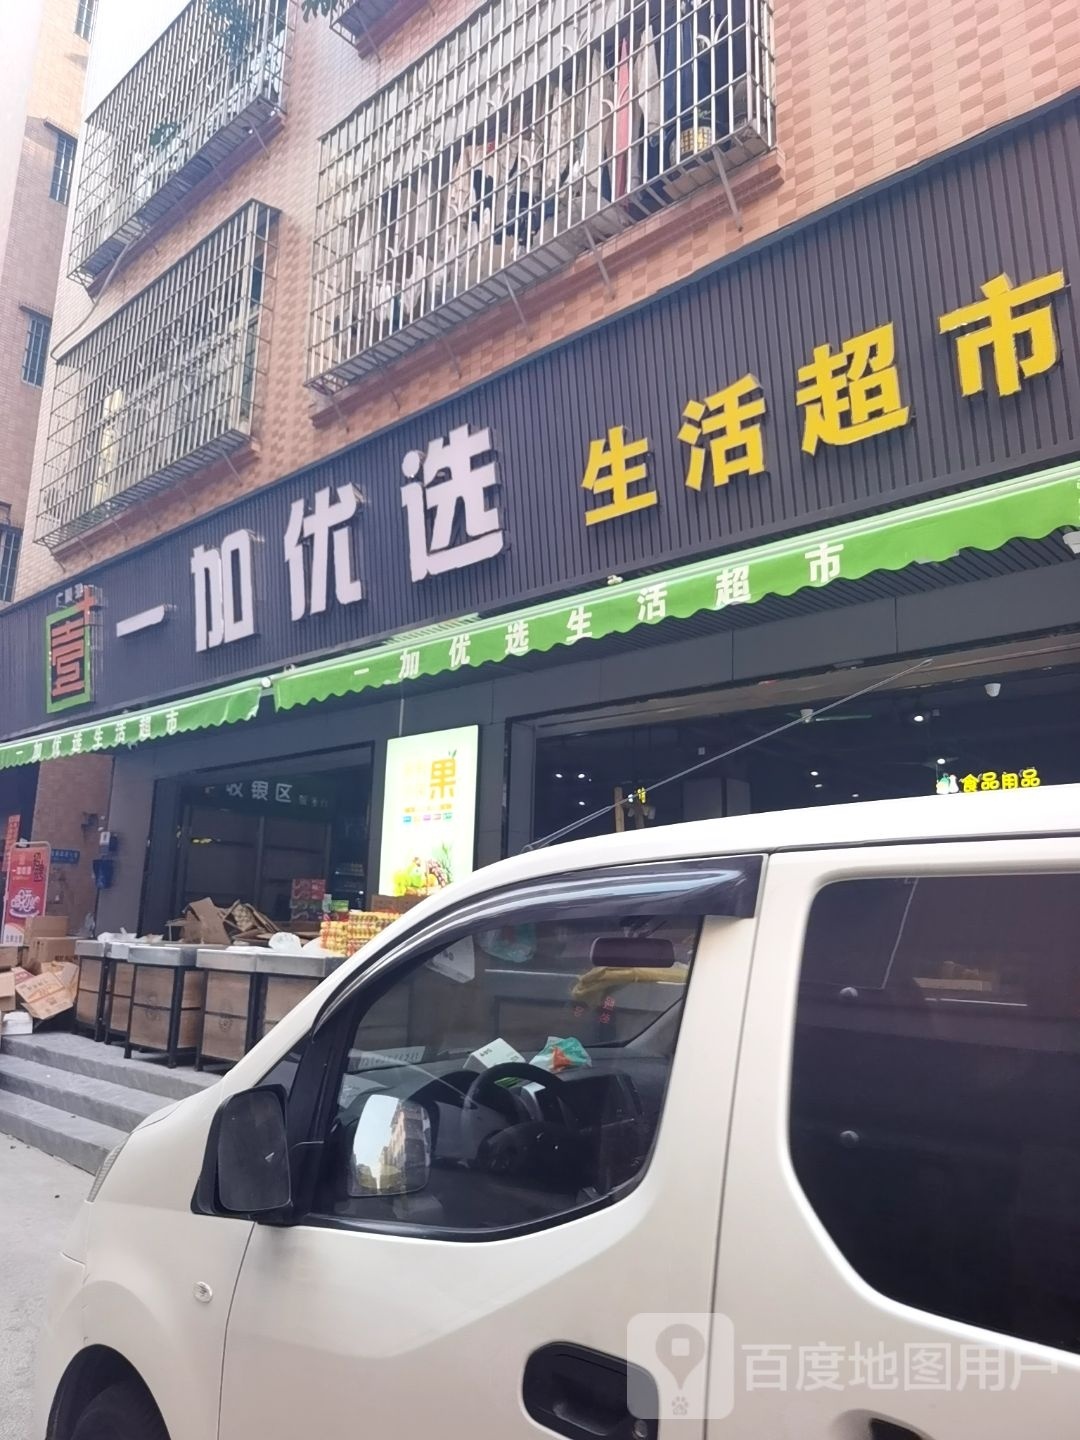 一加优选 生活超市
壹
一加优选生活超市
一加优选生活超市
收银区
果
食品用品
百度地图用户